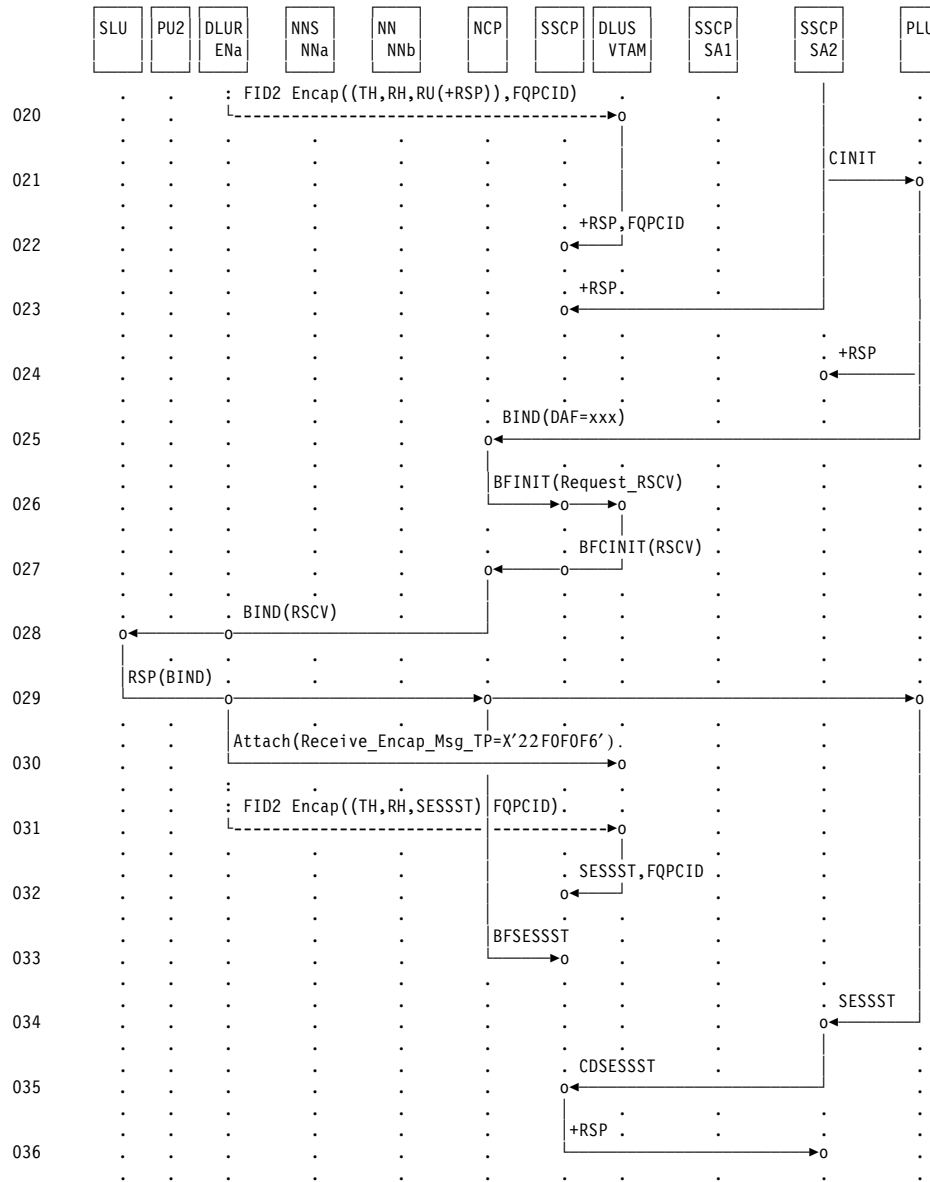 SLU PU2 DLUR NNS NN NCP SSCP DLUS SSCP SSCP PLU
ENa NNa NNb VTAM SA1 SA2
FID2 Encap((TH,RH,RU(+RSP)),FQPCID)
020
CINIT
021
+RSP,FQPCID
022
+RSP
023
+RSP
024
BIND(DAF=xxx)
025
BFINIT(Request_RSCV)
026
BFCINIT(RSCV)
027
BIND(RSCV)
028
RSP(BIND)
029
Attach(Receive_Encap_Msg_TP=X'22F0F0F6').
030
FID2 Encap((TH,RH,SESSST) FQPCID).
031
SESSST,FQPCID
032
BFSESSST
033
SESSST
034
CDSESSST
035
+RSP
036